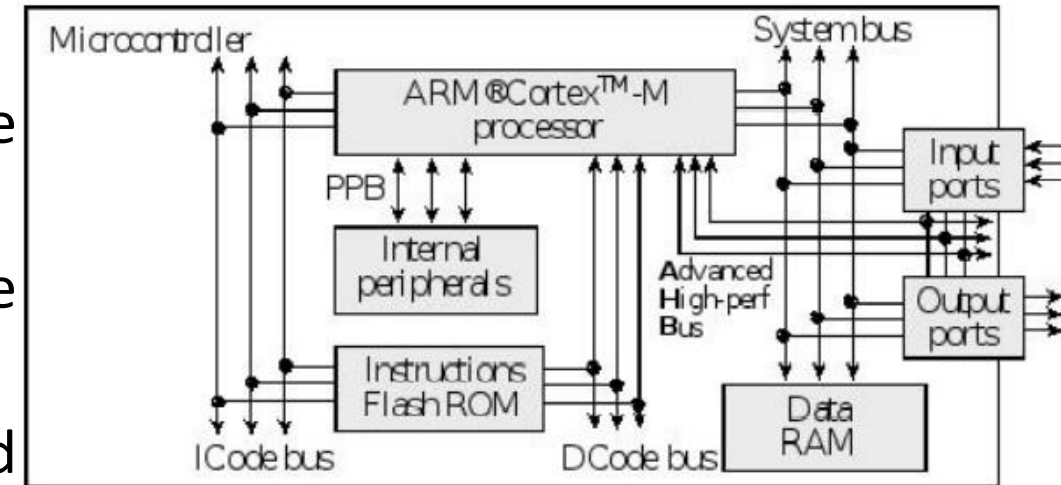 Microcontroller
System bus
ARM®Cortex™-M
processor
e
Input
ports
PPB
Internal
peripherals
e
Advanced
High-perf
Bus
Output
ports
Instructions
Flash ROM
Data
RAM
d
ICode bus
DCode bus